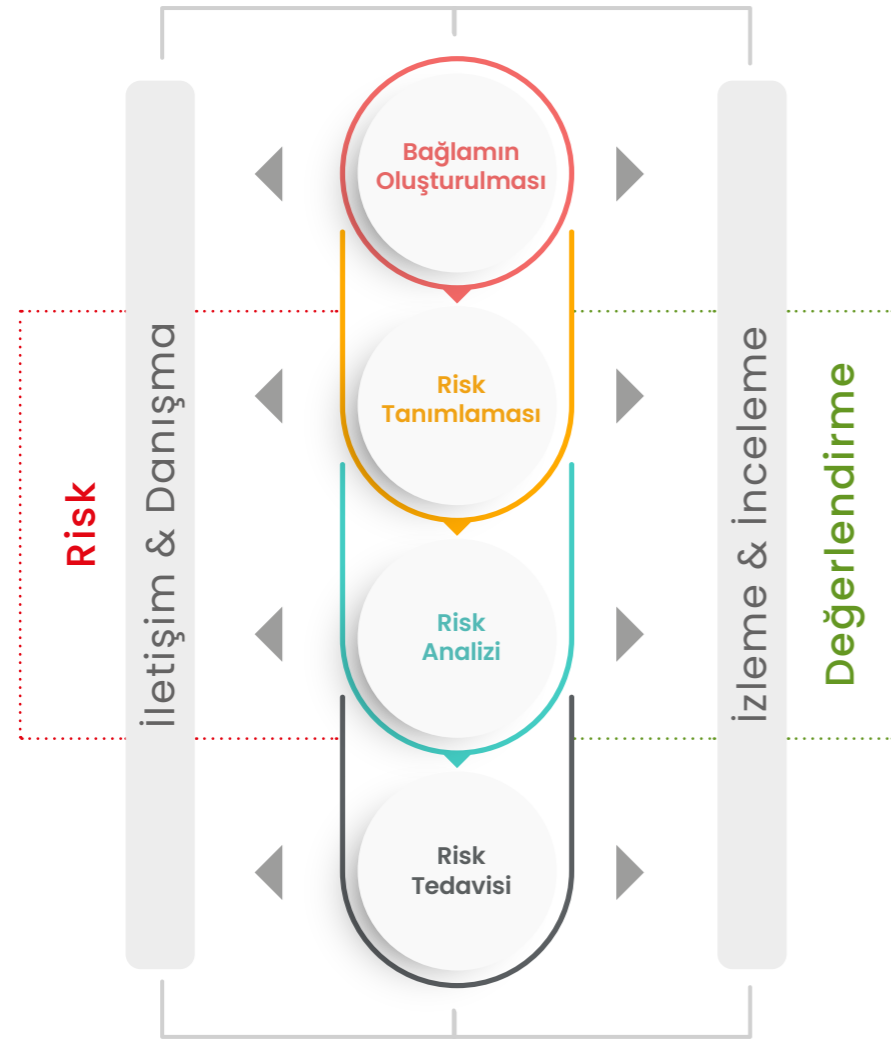 Bağlamın
Oluşturulması
Risk
Tanımlaması
Risk
Analizi
Risk
Tedavisi
Risk
İletişim & Danışma
İzleme & İnceleme
Değerlendirme